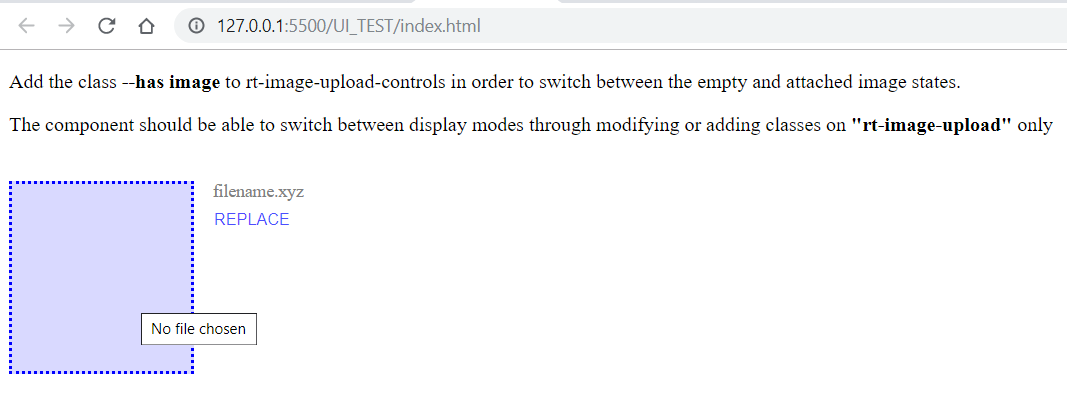 127.0.0.1:5500/UI_TEST/index.html
Add the class --has image to rt-image-upload-controls in order to switch between the empty and attached image states.
The component should be able to switch between display modes through modifying or adding classes on "rt-image-upload" only
filename.xyz
REPLACE
No file chosen